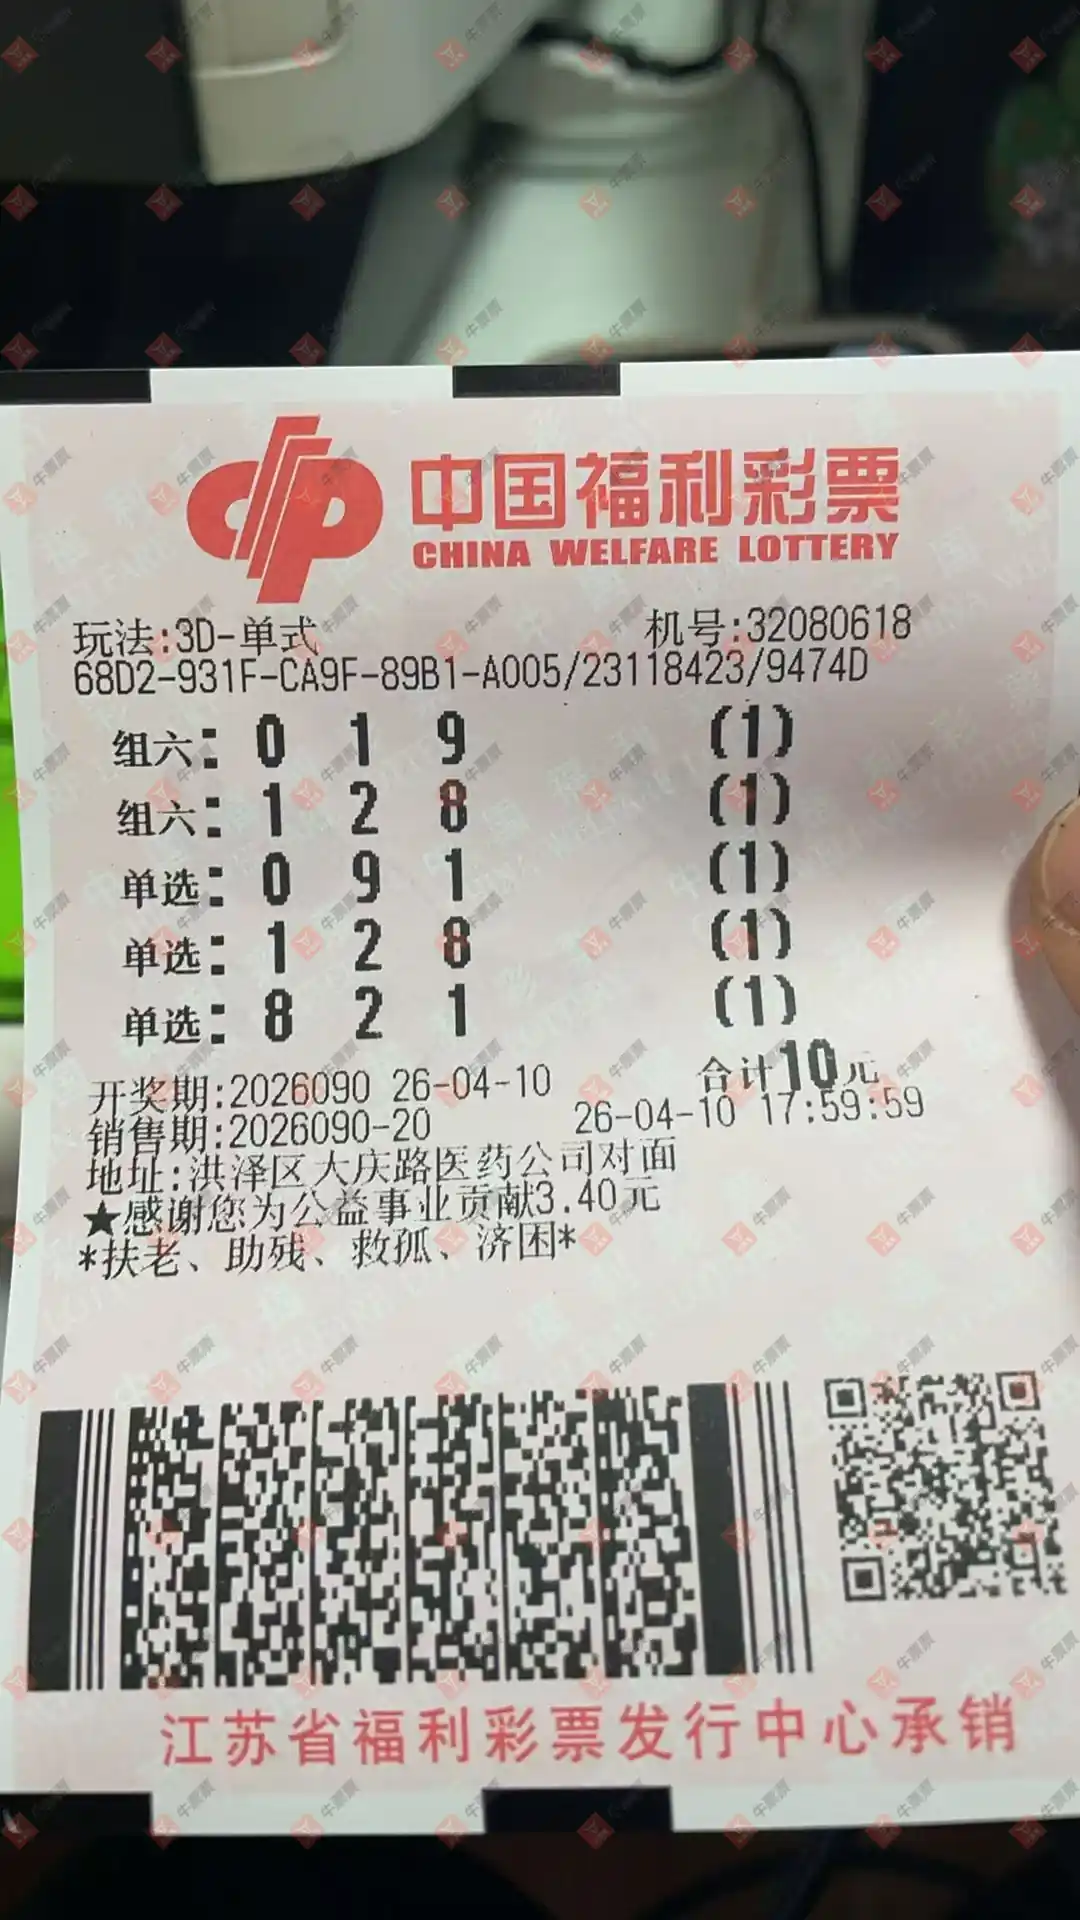 中国福利彩票
CHINA WELFARE LOTTERY
玩法:3D-单式 机号:32080618
68D2-931F-CA9F-89B1-A005/23118423/9474D
组六: 0 1 9 (1)
组六: 1 2 8 (1)
单选: 0 9 1 (1)
单选: 1 2 8 (1)
单选: 8 2 1 (1)
开奖期:2026090 26-04-10 合计10元
销售期:2026090-20 26-04-10 17:59:59
地址:洪泽区大庆路医药公司对面
★感谢您为公益事业贡献3.40元
*扶老、助残、救孤、济困*
江苏省福利彩票发行中心承销
牛票票